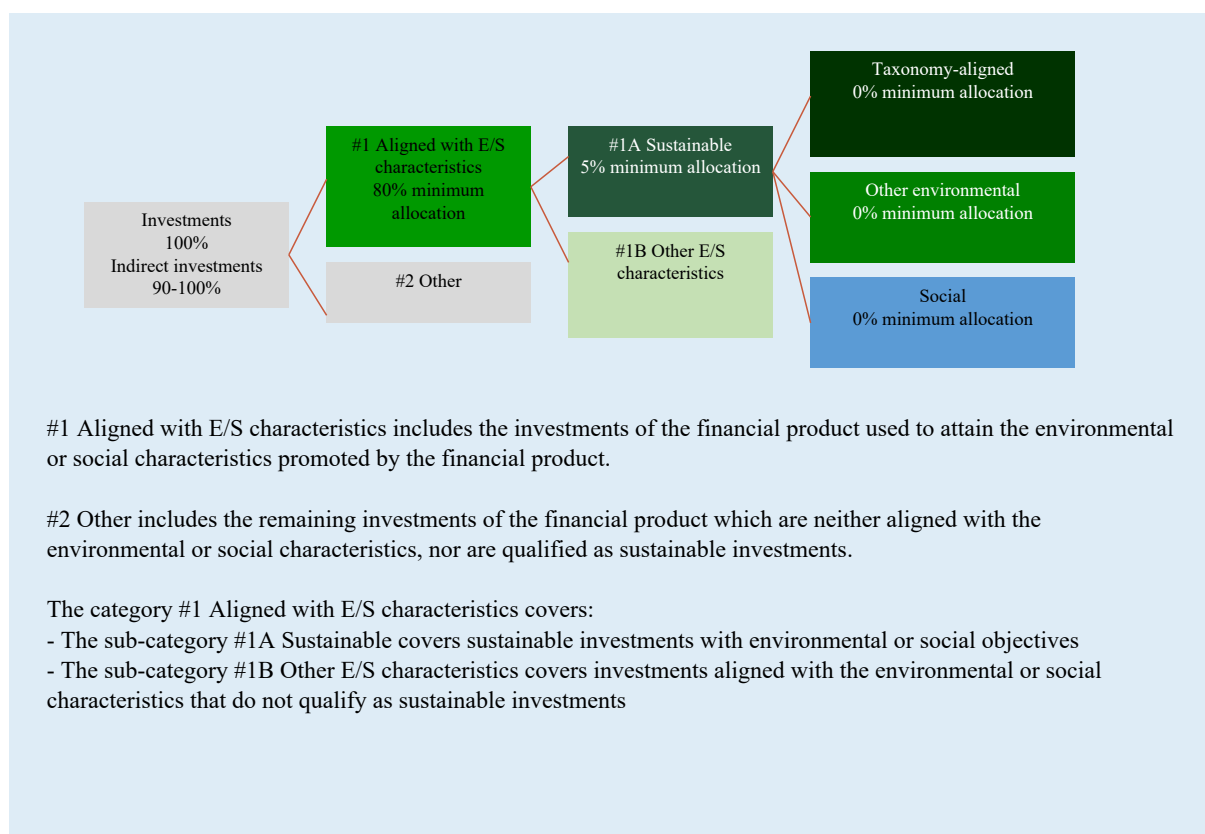 Investments
100%
Indirect investments
90-100%
#1 Aligned with E/S
characteristics
80% minimum
allocation
#2 Other
#1A Sustainable
5% minimum allocation
#1B Other E/S
characteristics
Taxonomy-aligned
0% minimum allocation
Other environmental
0% minimum allocation
Social
0% minimum allocation
#1 Aligned with E/S characteristics includes the investments of the financial product used to attain the environmental
or social characteristics promoted by the financial product.
#2 Other includes the remaining investments of the financial product which are neither aligned with the
environmental or social characteristics, nor are qualified as sustainable investments.
The category #1 Aligned with E/S characteristics covers:
- The sub-category #1A Sustainable covers sustainable investments with environmental or social objectives
- The sub-category #1B Other E/S characteristics covers investments aligned with the environmental or social
characteristics that do not qualify as sustainable investments